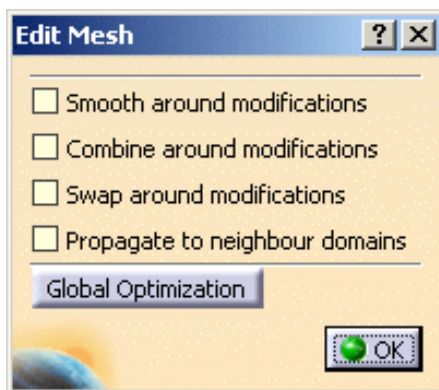 Edit Mesh
Smooth around modifications
Combine around modifications
Swap around modifications
Propagate to neighbour domains
Global Optimization
OK